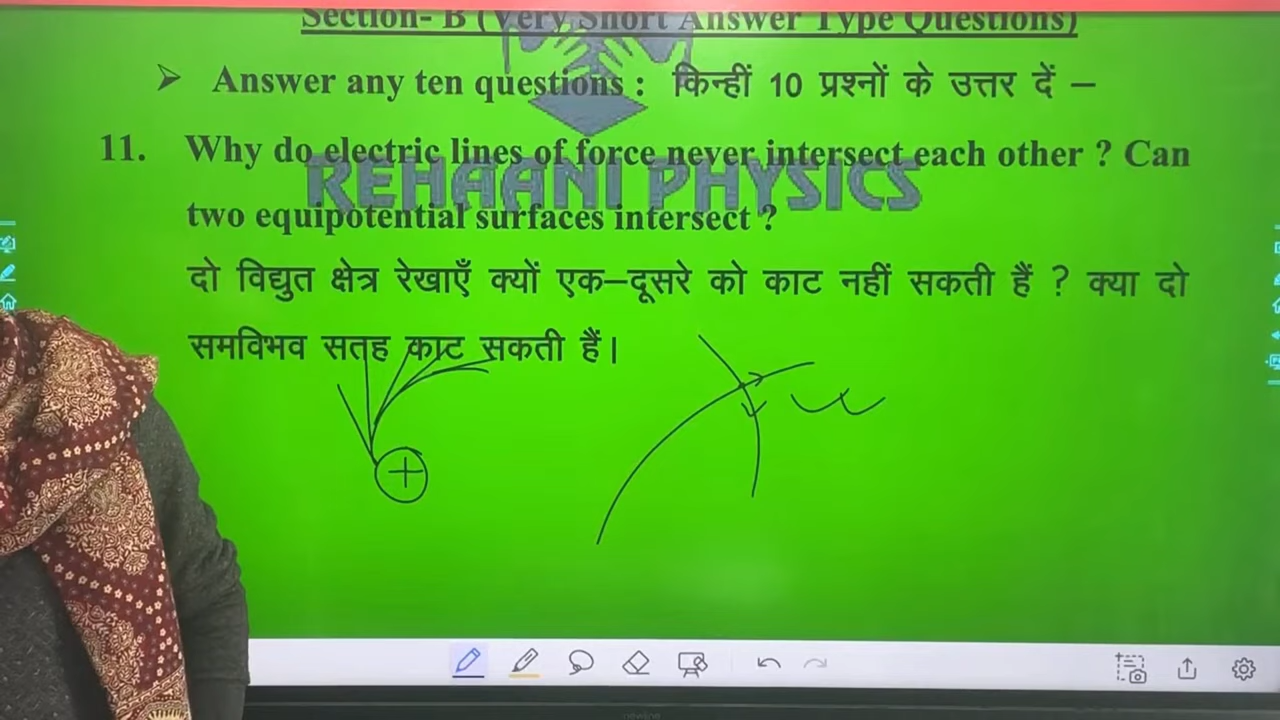 Section- B (Very Short Answer Type Questions)
➤ Answer any ten questions : किन्हीं 10 प्रश्नों के उत्तर दें –
11. Why do electric lines of force never intersect each other ? Can
REHAANI PHYSICS
two equipotential surfaces intersect ?
दो विद्युत क्षेत्र रेखाएँ क्यों एक–दूसरे को काट नहीं सकती हैं ? क्या दो
समविभव सतह काट सकती हैं।
+